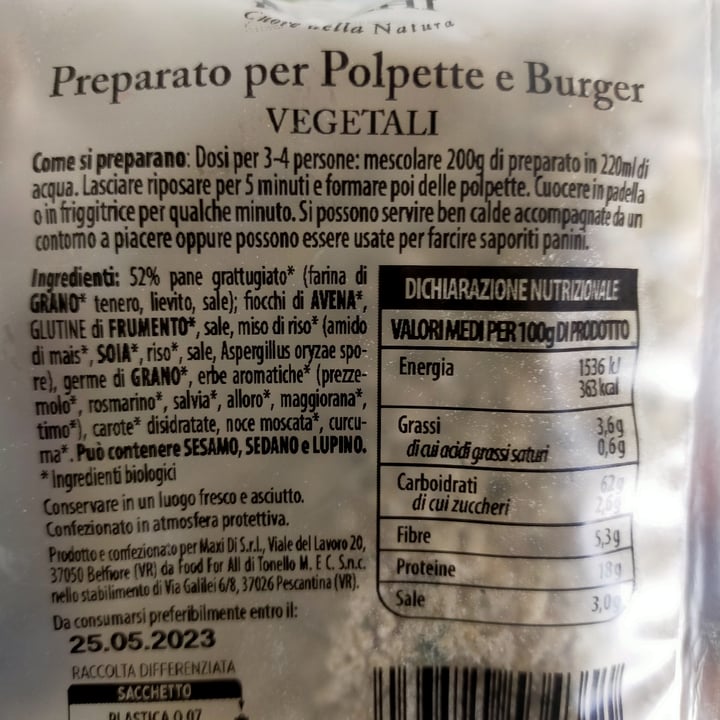 Cuore nella Natura
Preparato per Polpette e Burger
VEGETALI
Come si preparano: Dosi per 3-4 persone: mescolare 200g di preparato in 220ml di
acqua. Lasciare riposare per 5 minuti e formare poi delle polpette. Cuocere in padella
o in friggitrice per qualche minuto. Si possono servire ben calde accompagnate da un
contorno a piacere oppure possono essere usate per farcire saporiti panini.
Ingredienti: 52% pane grattugiato* (farina di
GRANO* tenero, lievito, sale); fiocchi di AVENA*,
GLUTINE di FRUMENTO*, sale, miso di riso* (amido
di mais*, SOIA*, riso*, sale, Aspergillus oryzae spo-
re), germe di GRANO*, erbe aromatiche* (prezze-
molo*, rosmarino*, salvia*, alloro*, maggiorana*,
timo*), carote* disidratate, noce moscata*, curcu-
ma*. Può contenere SESAMO, SEDANO e LUPINO.
* Ingredienti biologici
Conservare in un luogo fresco e asciutto.
Confezionato in atmosfera protettiva.
Prodotto e confezionato per Maxi Di S.r.l., Viale del Lavoro 20,
37050 Belfiore (VR) da Food For All di Tonello M. E C. S.n.c.
nello stabilimento di Via Galilei 6/8, 37026 Pescantina (VR).
Da consumarsi preferibilmente entro il:
25.05.2023
RACCOLTA DIFFERENZIATA
SACCHETTO
PLASTICA O 07
DICHIARAZIONE NUTRIZIONALE
VALORI MEDI PER 100g DI PRODOTTO
Energia 1536 kJ
363 kcal
Grassi 3,6g
di cui acidi grassi saturi 0,6g
Carboidrati 62g
di cui zuccheri 2,6g
Fibre 5,3g
Proteine 18g
Sale 3,0g